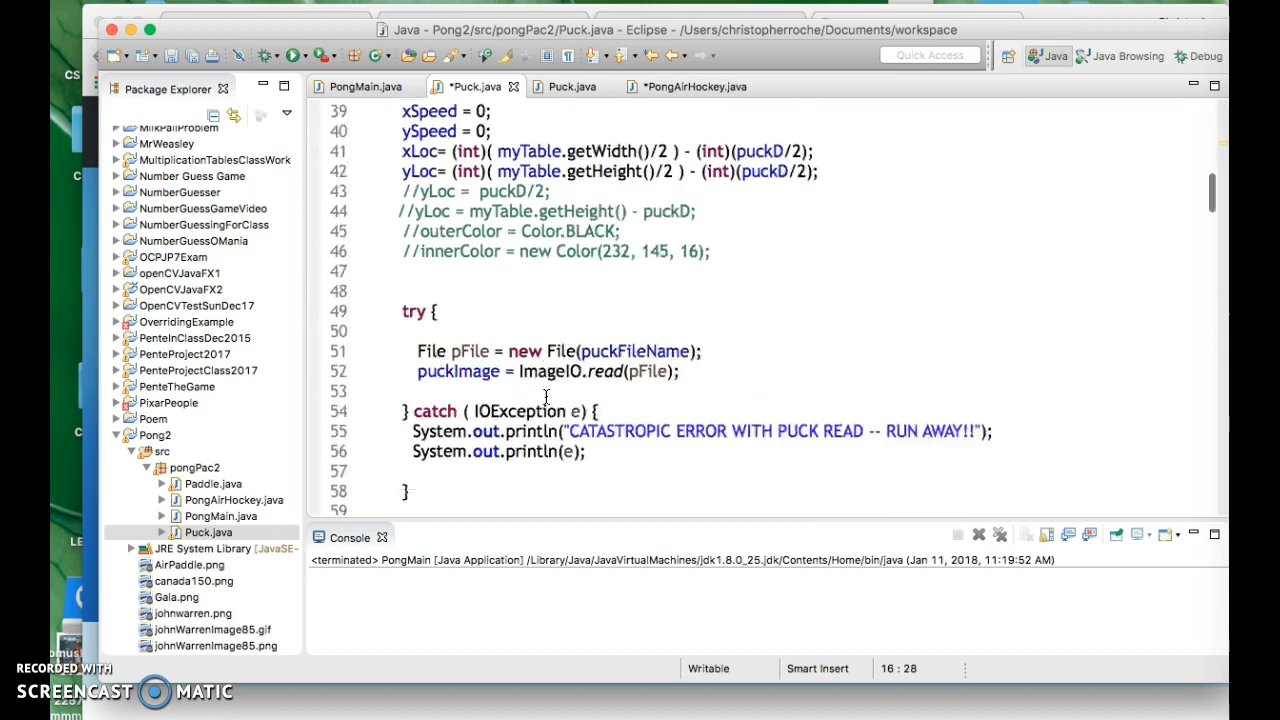 Java - Pong2/src/pongPac2/Puck.java - Eclipse - /Users/christopherroche/Documents/workspace
Quick Access
Java
Java Browsing
Debug
Package Explorer
PongMain.java
*Puck.java
Puck.java
*PongAirHockey.java
CS
MilkPailProblem
MrWeasley
MultiplicationTablesClassWork
Number Guess Game
NumberGuesser
NumberGuessGameVideo
NumberGuessingForClass
NumberGuessOMania
OCPJP7Exam
openCVJavaFX1
openCVJavaFX2
OpenCVTestSunDec17
OverridingExample
PenteInClassDec2015
PenteProject2017
PenteProjectClass2017
PenteTheGame
PixarPeople
Poem
Pong2
src
pongPac2
Paddle.java
PongAirHockey.java
PongMain.java
Puck.java
JRE System Library [JavaSE-
AirPaddle.png
canada150.png
Gala.png
johnwarren.png
johnWarrenImage85.gif
johnWarrenImage85.png
39 xSpeed = 0;
40 ySpeed = 0;
41 xLoc= (int)( myTable.getWidth()/2 ) - (int)(puckD/2);
42 yLoc= (int)( myTable.getHeight()/2 ) - (int)(puckD/2);
43 //yLoc =  puckD/2;
44 //yLoc = myTable.getHeight() - puckD;
45 //outerColor = Color.BLACK;
46 //innerColor = new Color(232, 145, 16);
47
48
49 try {
50
51 File pFile = new File(puckFileName);
52 puckImage = ImageIO.read(pFile);
53
54 } catch ( IOException e) {
55 System.out.println("CATASTROPIC ERROR WITH PUCK READ -- RUN AWAY!!");
56 System.out.println(e);
57
58 }
59
Console
<terminated> PongMain [Java Application] /Library/Java/JavaVirtualMachines/jdk1.8.0_25.jdk/Contents/Home/bin/java (Jan 11, 2018, 11:19:52 AM)
Writable
Smart Insert
16 : 28
RECORDED WITH
SCREENCAST MATIC